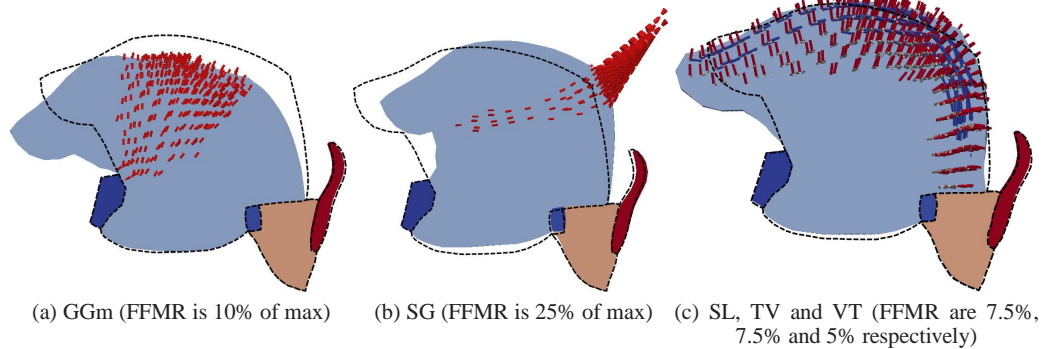 (a) GGm (FFMR is 10% of max)
(b) SG (FFMR is 25% of max)
(c) SL, TV and VT (FFMR are 7.5%,
7.5% and 5% respectively)